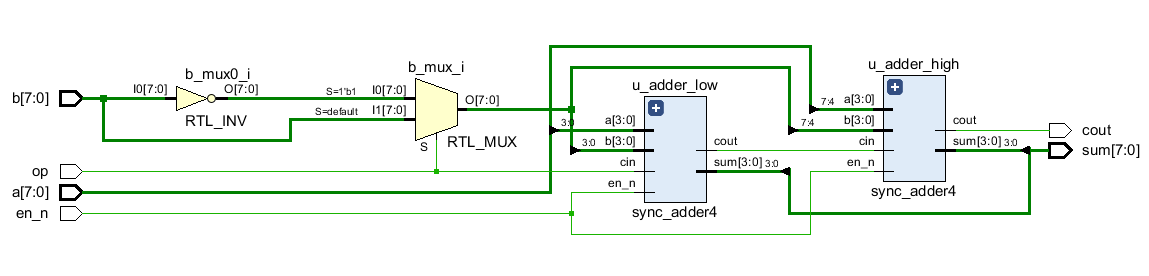 b[7:0]
b_mux0_i
I0[7:0]
O[7:0]
RTL_INV
b_mux_i
S=1'b1
I0[7:0]
S=default
I1[7:0]
O[7:0]
S
RTL_MUX
op
a[7:0]
en_n
u_adder_low
3:0
a[3:0]
3:0
b[3:0]
cin
en_n
cout
sum[3:0]
3:0
sync_adder4
u_adder_high
7:4
a[3:0]
7:4
b[3:0]
cin
en_n
cout
sum[3:0]
3:0
sync_adder4
cout
sum[7:0]